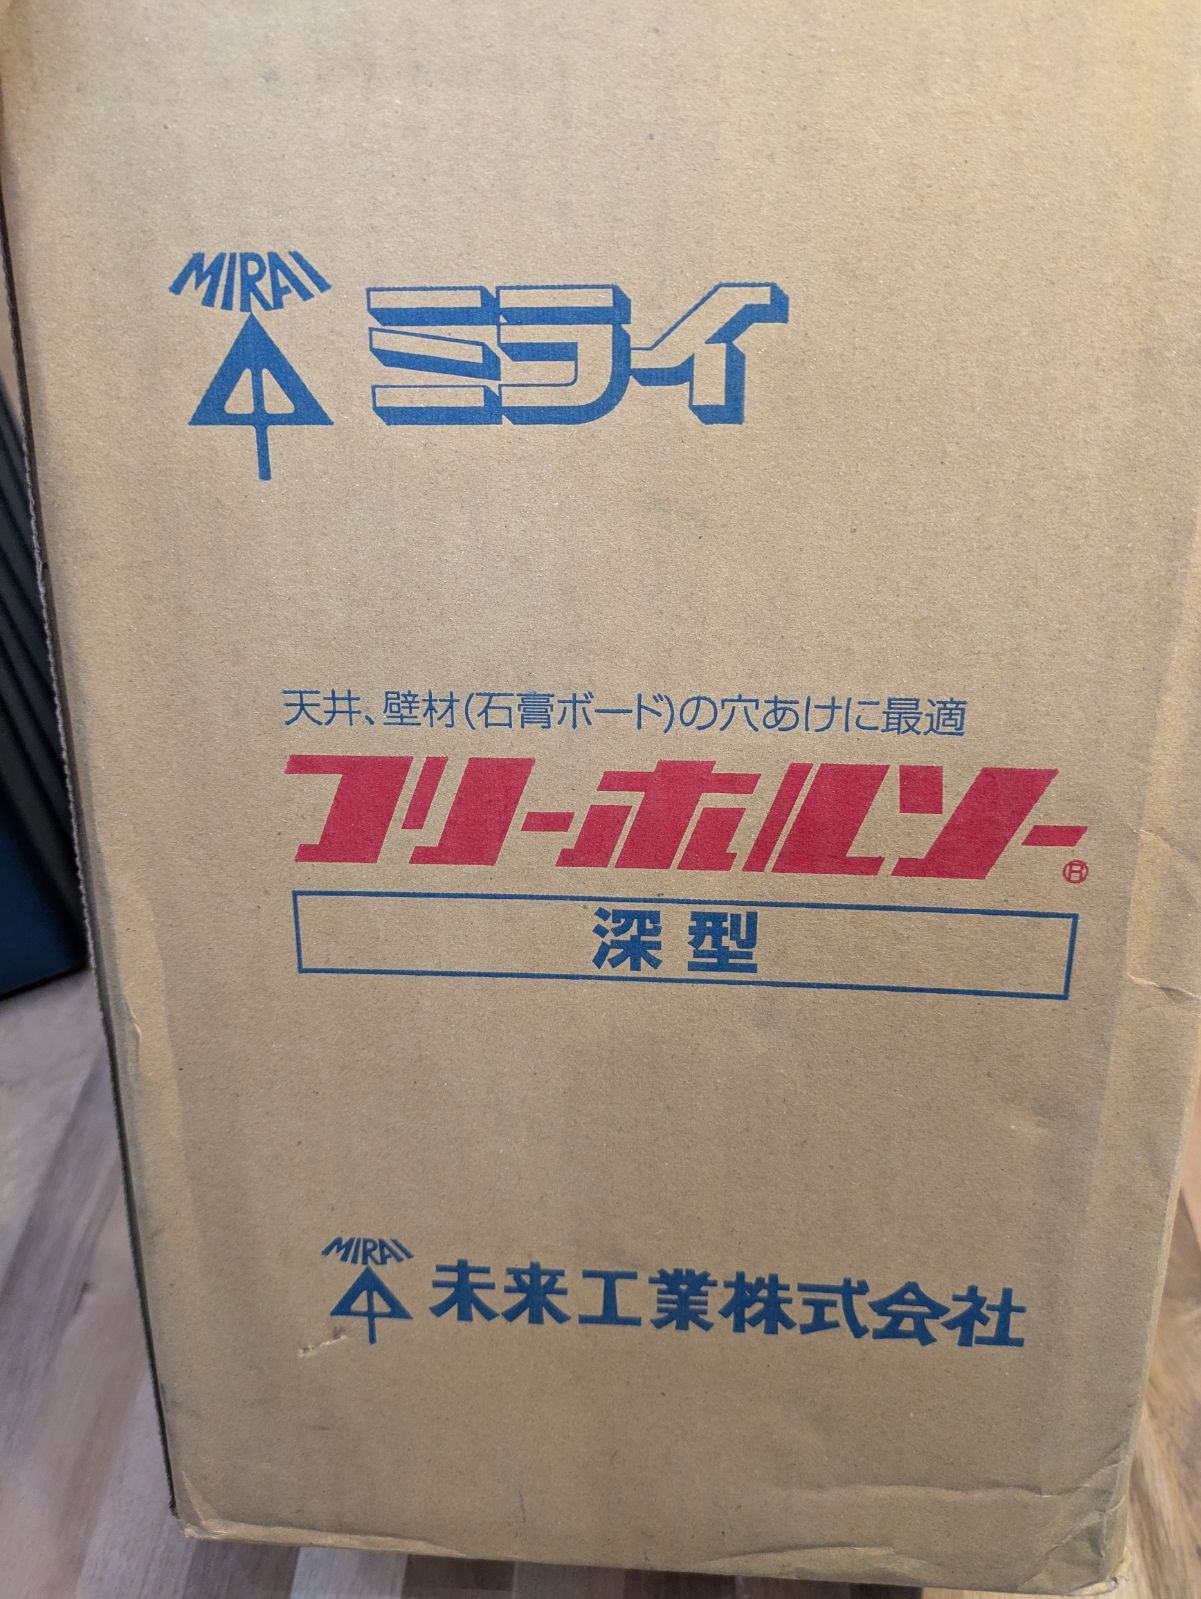 MIRAI
ミライ
天井、壁材(石膏ボード)の穴あけに最適
フリーホルソー®
深型
MIRAI
未来工業株式会社